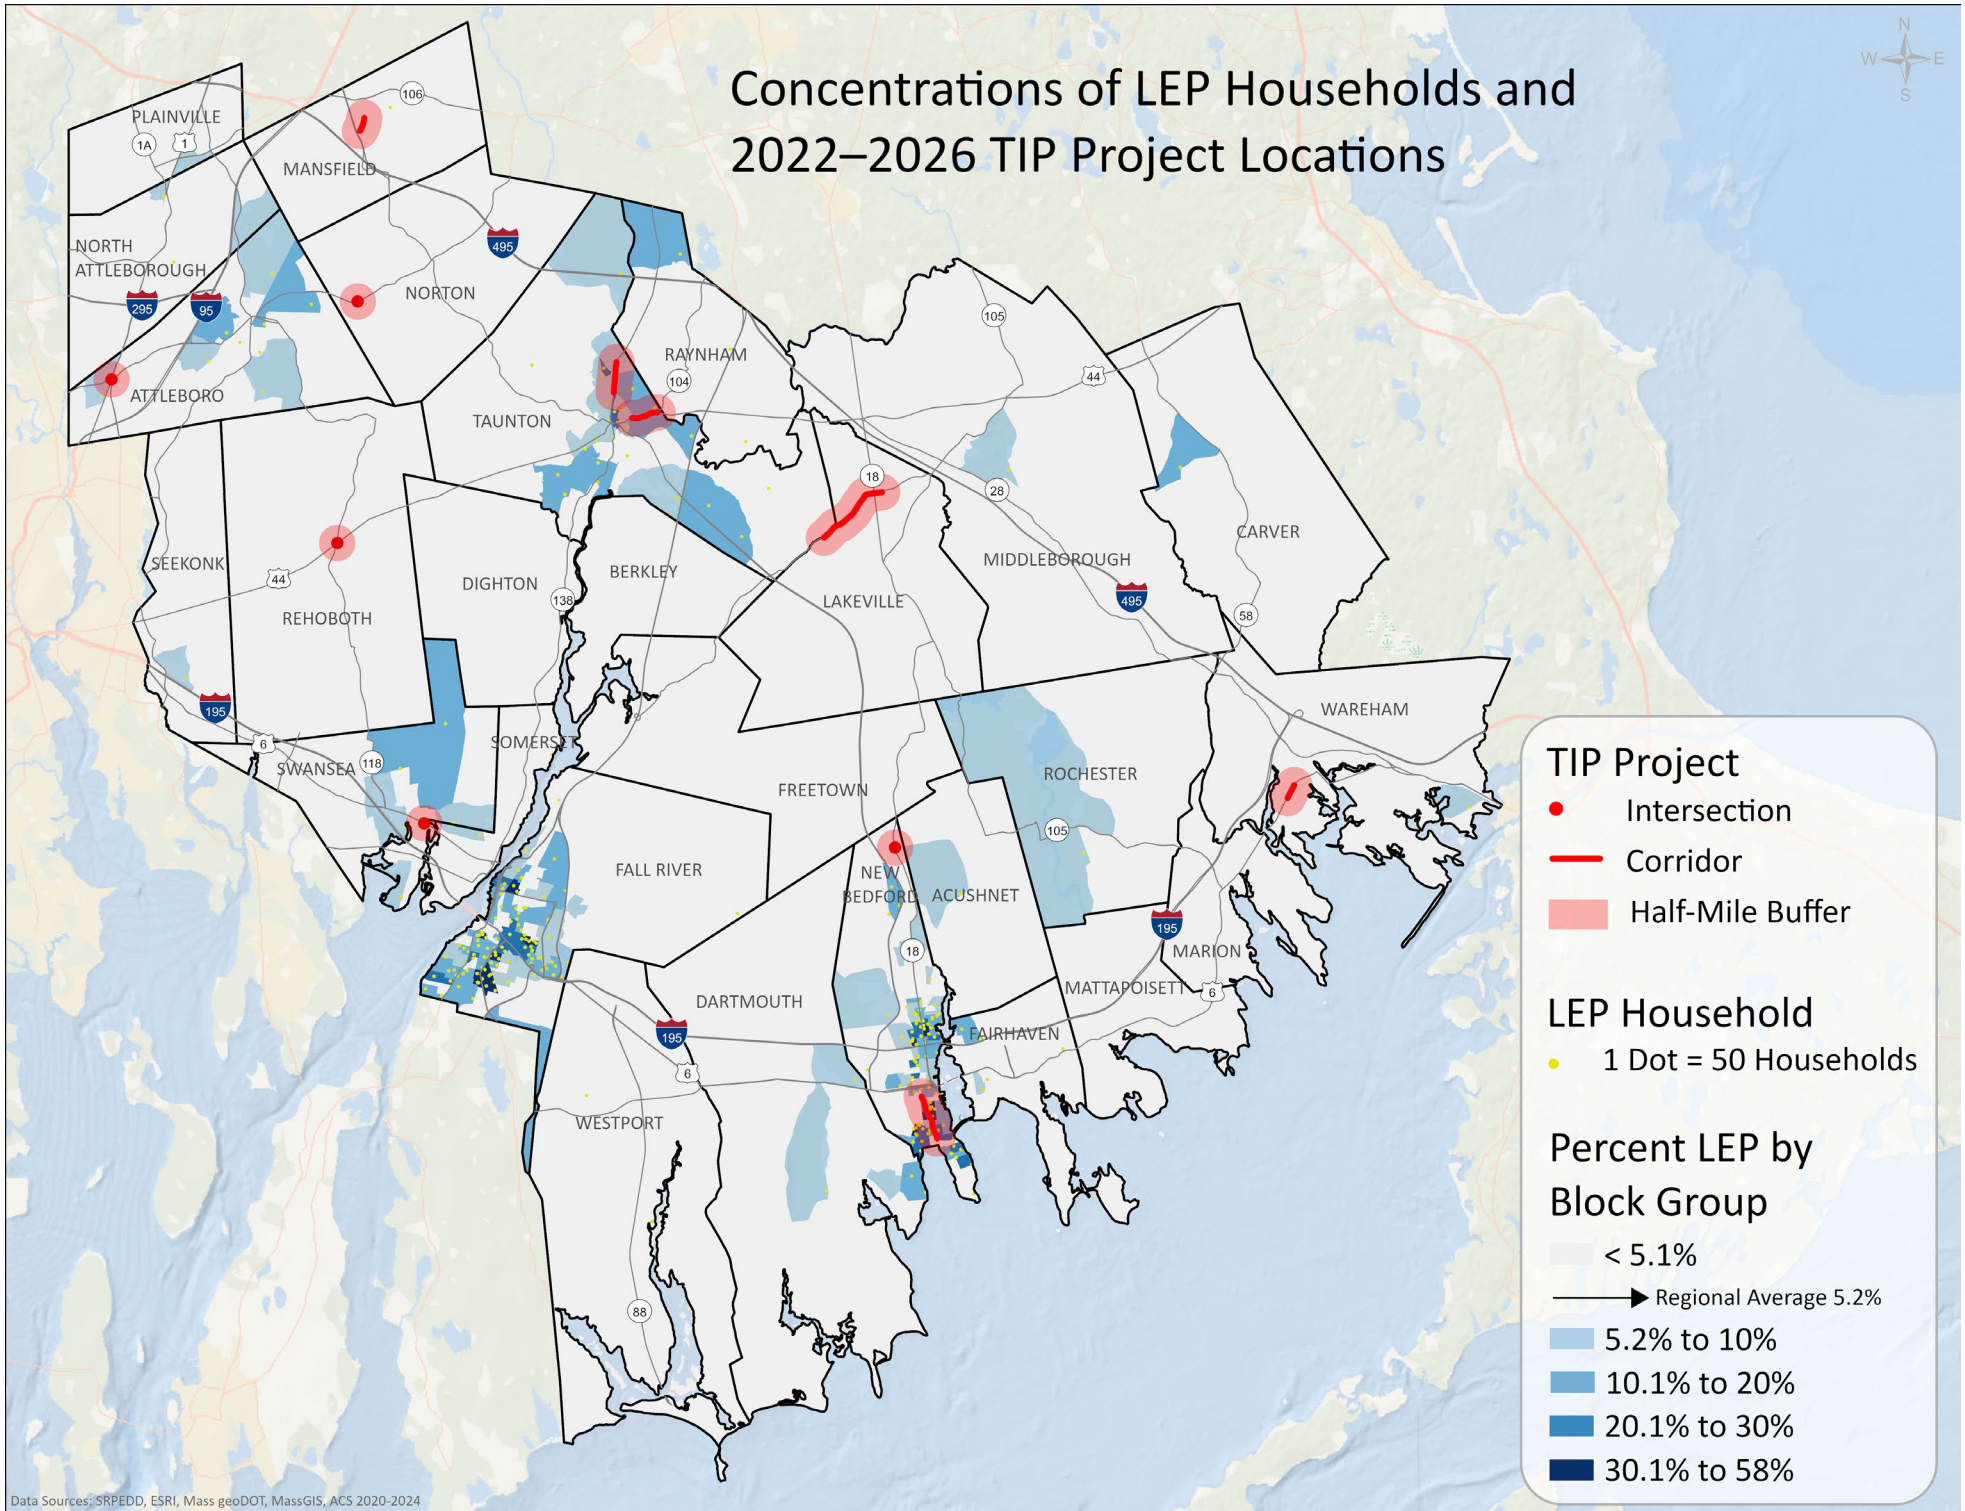 Concentrations of LEP Households and
2022–2026 TIP Project Locations
N
W
E
S
PLAINVILLE
1A
1
106
MANSFIELD
NORTH
ATTLEBOROUGH
495
NORTON
295
95
105
RAYNHAM
104
44
ATTLEBORO
TAUNTON
18
28
SEEKONK
44
REHOBOTH
DIGHTON
138
BERKLEY
LAKEVILLE
MIDDLEBOROUGH
495
CARVER
58
195
6
SWANSEA
118
SOMERSET
FREETOWN
ROCHESTER
105
WAREHAM
FALL RIVER
NEW
BEDFORD
ACUSHNET
18
195
MARION
MATTAPOISETT
6
DARTMOUTH
195
6
FAIRHAVEN
WESTPORT
88
TIP Project
Intersection
Corridor
Half-Mile Buffer
LEP Household
1 Dot = 50 Households
Percent LEP by
Block Group
< 5.1%
Regional Average 5.2%
5.2% to 10%
10.1% to 20%
20.1% to 30%
30.1% to 58%
Data Sources: SRPEDD, ESRI, Mass geoDOT, MassGIS, ACS 2020-2024